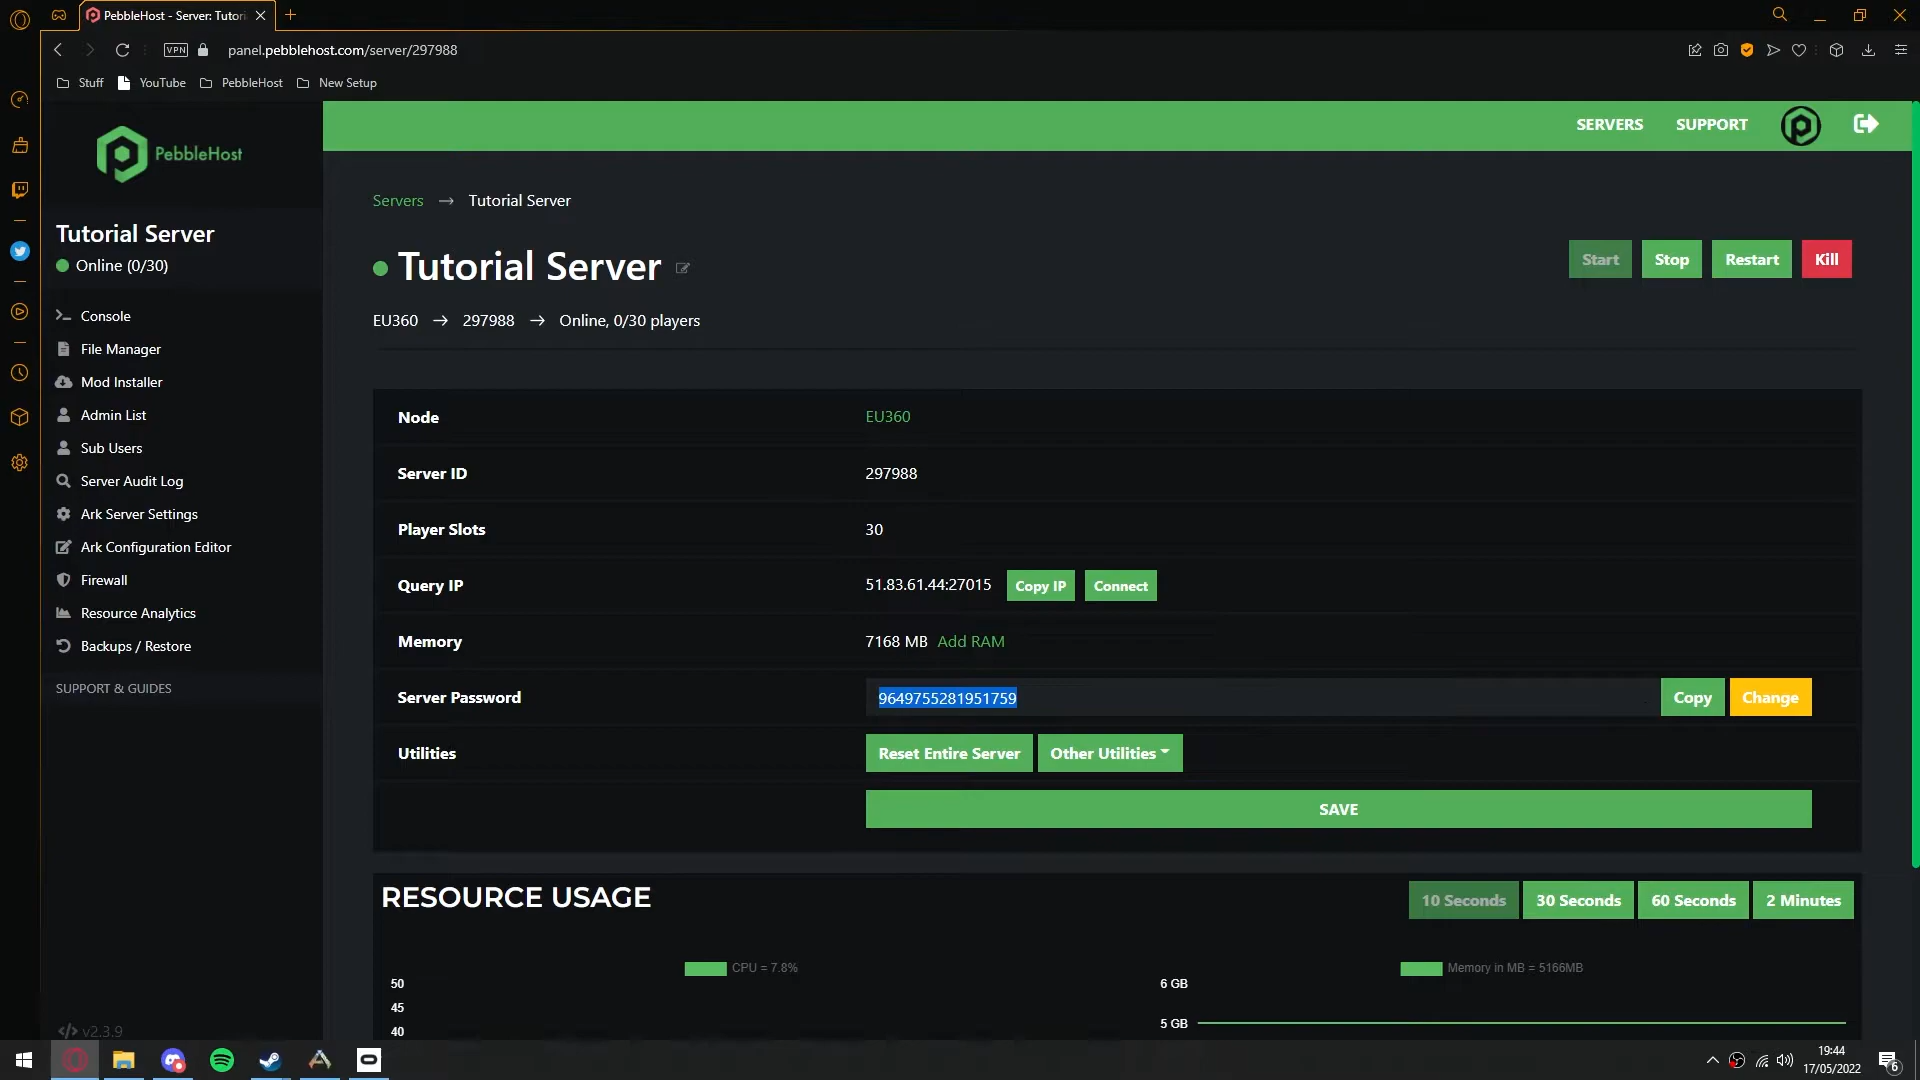 PebbleHost - Server: Tutori
VPN
panel.pebblehost.com/server/297988
Stuff
YouTube
PebbleHost
New Setup
PebbleHost
SERVERS
SUPPORT
Tutorial Server
Online (0/30)
Console
File Manager
Mod Installer
Admin List
Sub Users
Server Audit Log
Ark Server Settings
Ark Configuration Editor
Firewall
Resource Analytics
Backups / Restore
SUPPORT & GUIDES
v2.3.9
Servers → Tutorial Server
Tutorial Server
Start
Stop
Restart
Kill
EU360 → 297988 → Online, 0/30 players
Node
EU360
Server ID
297988
Player Slots
30
Query IP
51.83.61.44:27015
Copy IP
Connect
Memory
7168 MB Add RAM
Server Password
9649755281951759
Copy
Change
Utilities
Reset Entire Server
Other Utilities
SAVE
RESOURCE USAGE
10 Seconds
30 Seconds
60 Seconds
2 Minutes
CPU = 7.8%
50
45
40
Memory in MB = 5166MB
6 GB
5 GB
19:44
17/05/2022
6